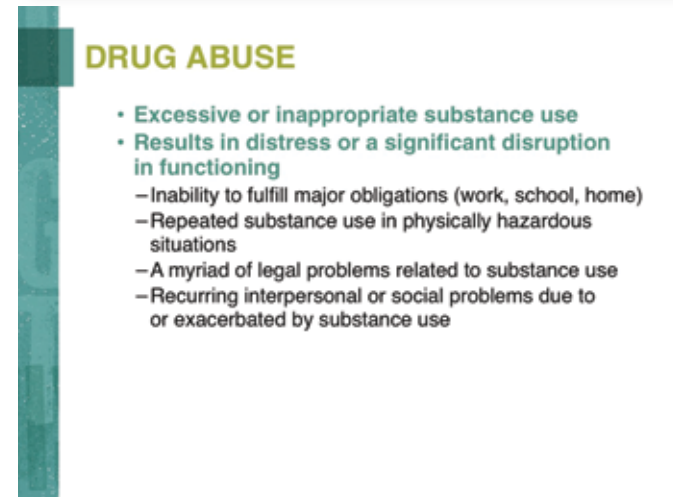 DRUG ABUSE
• Excessive or inappropriate substance use
• Results in distress or a significant disruption
in functioning
–Inability to fulfill major obligations (work, school, home)
–Repeated substance use in physically hazardous
situations
–A myriad of legal problems related to substance use
–Recurring interpersonal or social problems due to
or exacerbated by substance use